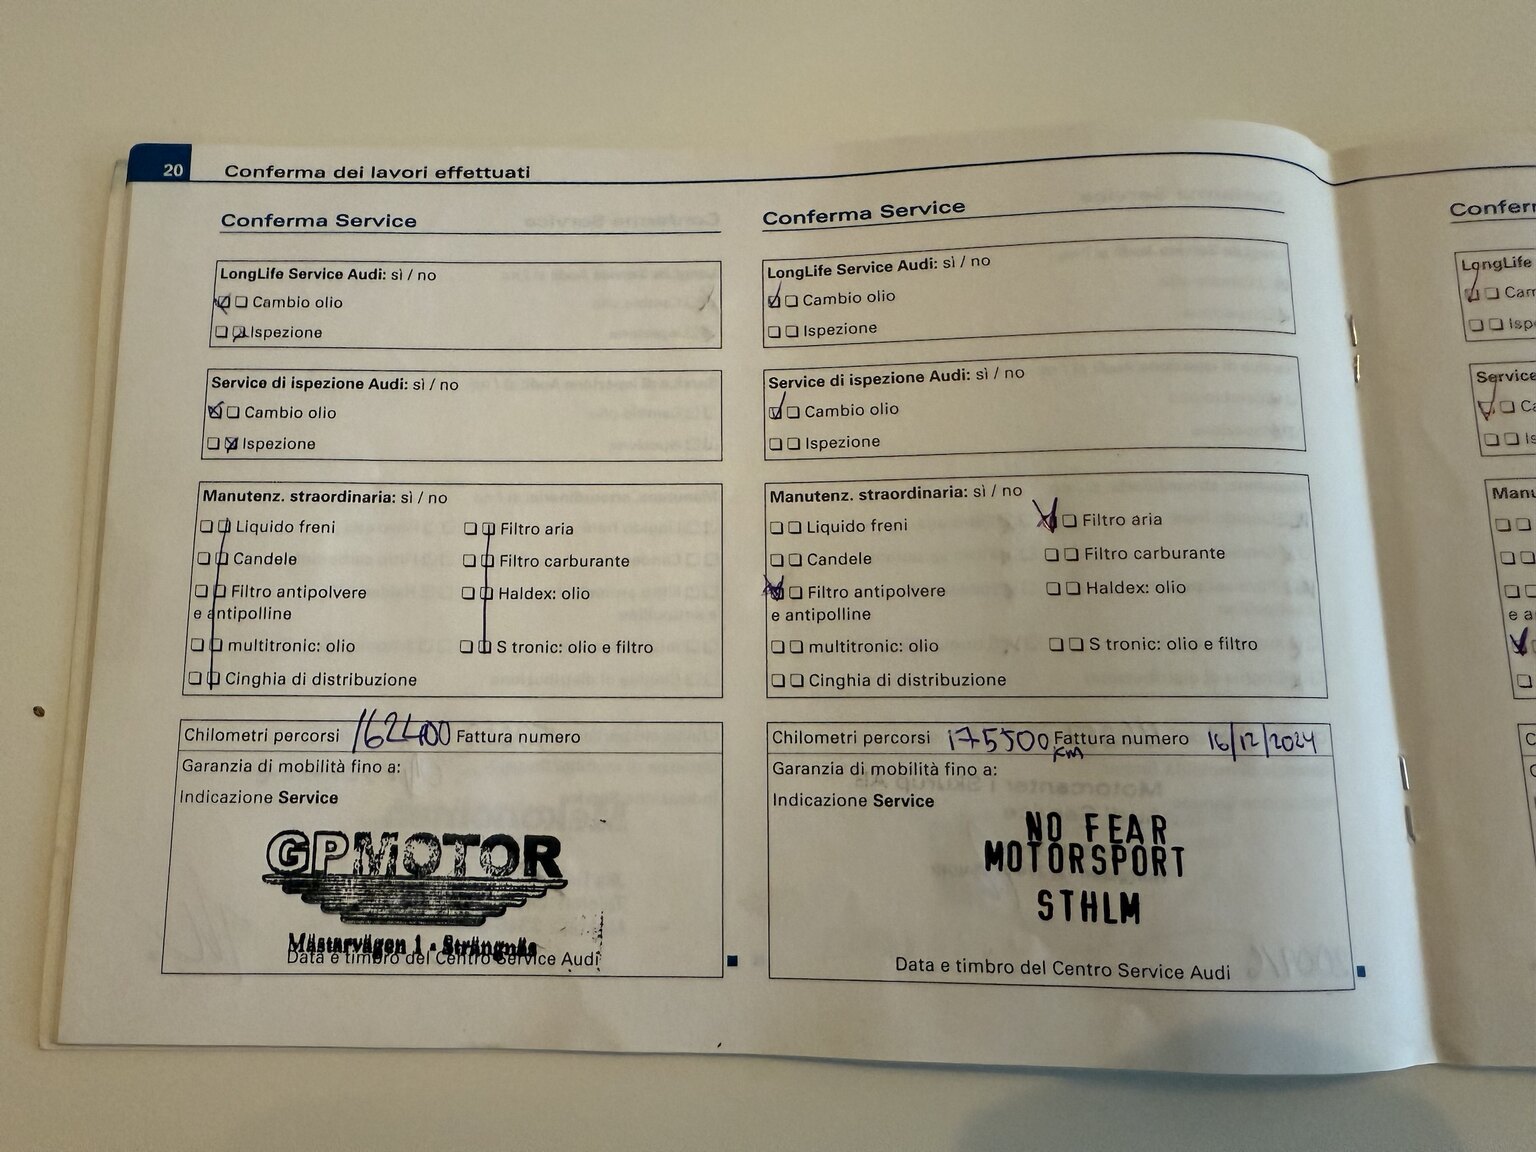 20 Conferma dei lavori effettuati
Conferma Service
LongLife Service Audi: sì / no
Cambio olio
Ispezione
Service di ispezione Audi: sì / no
Cambio olio
Ispezione
Manutenz. straordinaria: sì / no
Liquido freni Filtro aria
Candele Filtro carburante
Filtro antipolvere Haldex: olio
e antipolline
multitronic: olio S tronic: olio e filtro
Cinghia di distribuzione
Chilometri percorsi 162400 Fattura numero
Garanzia di mobilità fino a:
Indicazione Service
GPMOTOR
Mästarvägen 1 - Strängnäs
Data e timbro del Centro Service Audi
Conferma Service
LongLife Service Audi: sì / no
Cambio olio
Ispezione
Service di ispezione Audi: sì / no
Cambio olio
Ispezione
Manutenz. straordinaria: sì / no
Liquido freni Filtro aria
Candele Filtro carburante
Filtro antipolvere Haldex: olio
e antipolline
multitronic: olio S tronic: olio e filtro
Cinghia di distribuzione
Chilometri percorsi 175500 km Fattura numero 16/12/2024
Garanzia di mobilità fino a:
Indicazione Service
NO FEAR
MOTORSPORT
STHLM
Data e timbro del Centro Service Audi
LongLife
Service